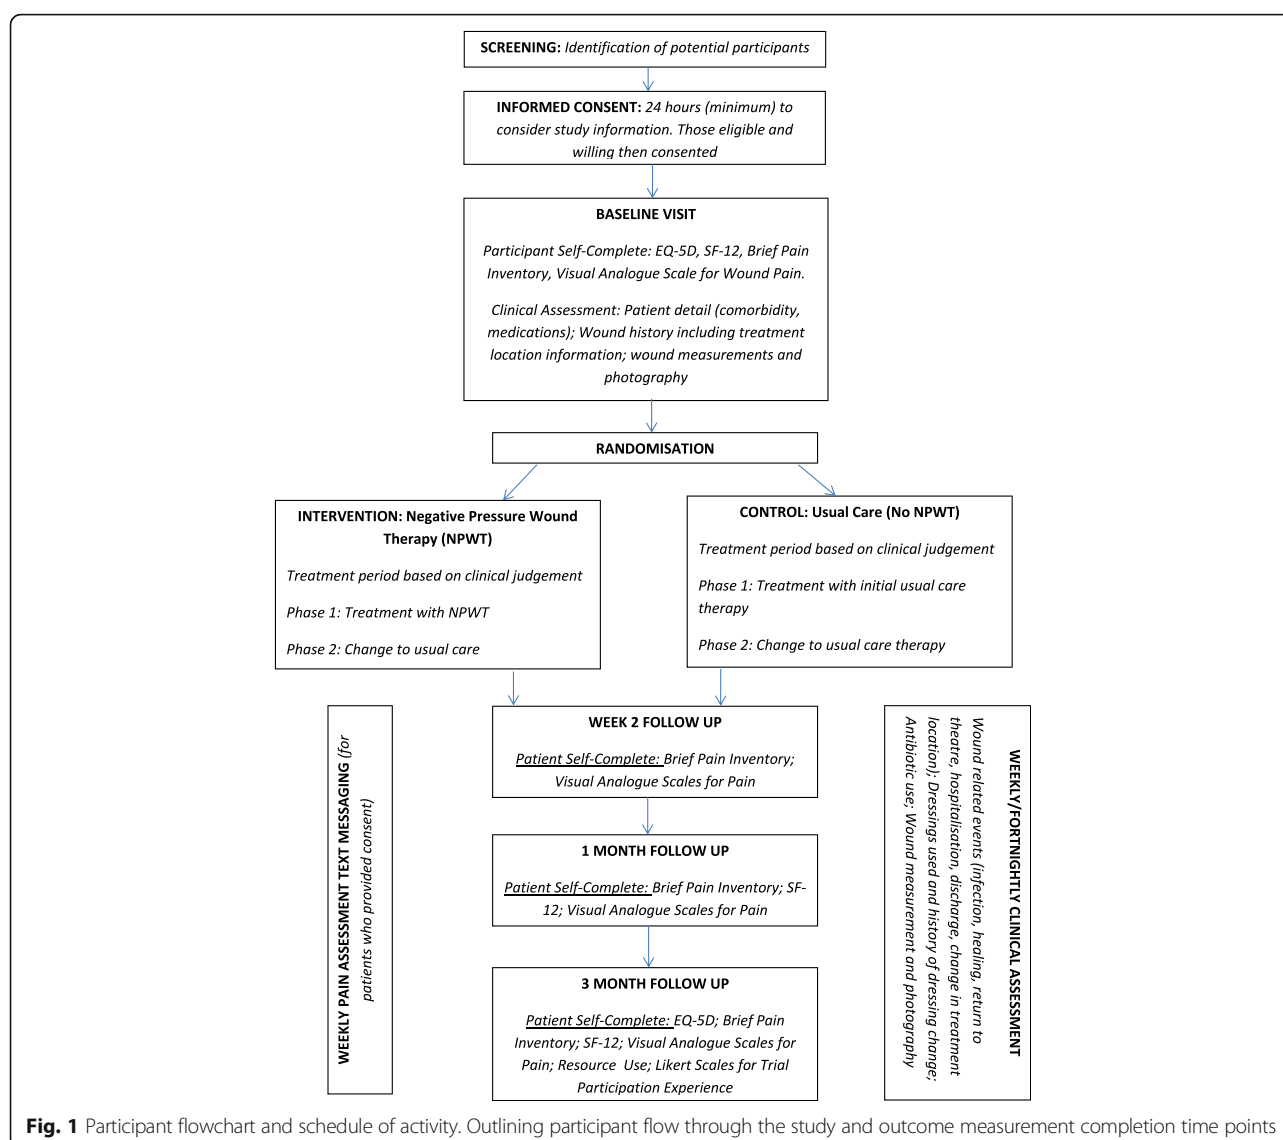 SCREENING: Identification of potential participants
INFORMED CONSENT: 24 hours (minimum) to
consider study information. Those eligible and
willing then consented
BASELINE VISIT
Participant Self-Complete: EQ-5D, SF-12, Brief Pain
Inventory, Visual Analogue Scale for Wound Pain.
Clinical Assessment: Patient detail (comorbidity,
medications); Wound history including treatment
location information; wound measurements and
photography
RANDOMISATION
INTERVENTION: Negative Pressure Wound
Therapy (NPWT)
Treatment period based on clinical judgement
Phase 1: Treatment with NPWT
Phase 2: Change to usual care
CONTROL: Usual Care (No NPWT)
Treatment period based on clinical judgement
Phase 1: Treatment with initial usual care
therapy
Phase 2: Change to usual care therapy
WEEKLY PAIN ASSESSMENT TEXT MESSAGING (for
patients who provided consent)
WEEK 2 FOLLOW UP
Patient Self-Complete: Brief Pain Inventory;
Visual Analogue Scales for Pain
1 MONTH FOLLOW UP
Patient Self-Complete: Brief Pain Inventory; SF-
12; Visual Analogue Scales for Pain
3 MONTH FOLLOW UP
Patient Self-Complete: EQ-5D; Brief Pain
Inventory; SF-12; Visual Analogue Scales for
Pain; Resource Use; Likert Scales for Trial
Participation Experience
WEEKLY/FORTNIGHTLY CLINICAL ASSESSMENT
Wound related events (infection, healing, return to
theatre, hospitalisation, discharge, change in treatment
location); Dressings used and history of dressing change;
Antibiotic use; Wound measurement and photography
Fig. 1 Participant flowchart and schedule of activity. Outlining participant flow through the study and outcome measurement completion time points